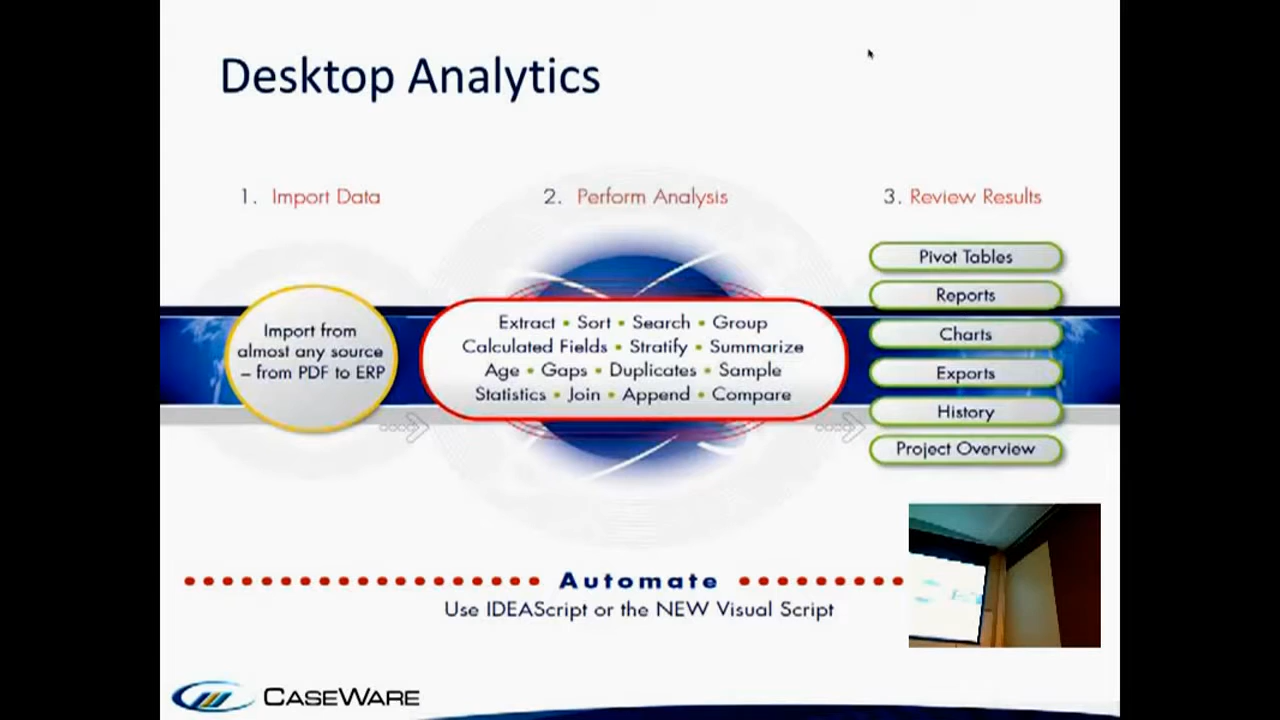 Desktop Analytics
1. Import Data
2. Perform Analysis
3. Review Results
Import from
almost any source
– from PDF to ERP
Extract • Sort • Search • Group
Calculated Fields • Stratify • Summarize
Age • Gaps • Duplicates • Sample
Statistics • Join • Append • Compare
Pivot Tables
Reports
Charts
Exports
History
Project Overview
Automate
Use IDEAScript or the NEW Visual Script
CASEWARE